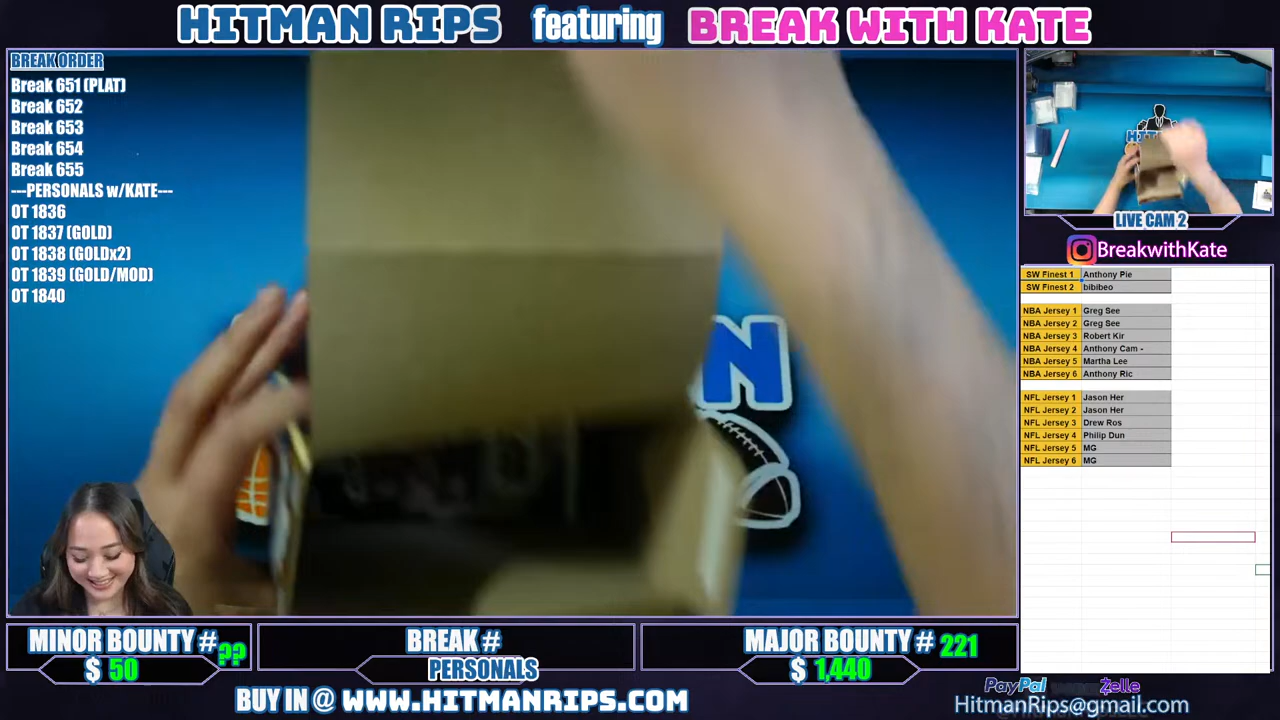 HITMAN RIPS featuring BREAK WITH KATE
BREAK ORDER
Break 651 (PLAT)
Break 652
Break 653
Break 654
Break 655
---PERSONALS w/KATE---
OT 1836
OT 1837 (GOLD)
OT 1838 (GOLDx2)
OT 1839 (GOLD/MOD)
OT 1840
N
LIVE CAM 2
BreakwithKate
SW Finest 1 Anthony Pie
SW Finest 2 bibibeo
NBA Jersey 1 Greg See
NBA Jersey 2 Greg See
NBA Jersey 3 Robert Kir
NBA Jersey 4 Anthony Cam -
NBA Jersey 5 Martha Lee
NBA Jersey 6 Anthony Ric
NFL Jersey 1 Jason Her
NFL Jersey 2 Jason Her
NFL Jersey 3 Drew Ros
NFL Jersey 4 Philip Dun
NFL Jersey 5 MG
NFL Jersey 6 MG
MINOR BOUNTY # ??
$ 50
BREAK #
PERSONALS
MAJOR BOUNTY # 221
$ 1,440
BUY IN @ WWW.HITMANRIPS.COM
PayPal Zelle
HitmanRips@gmail.com